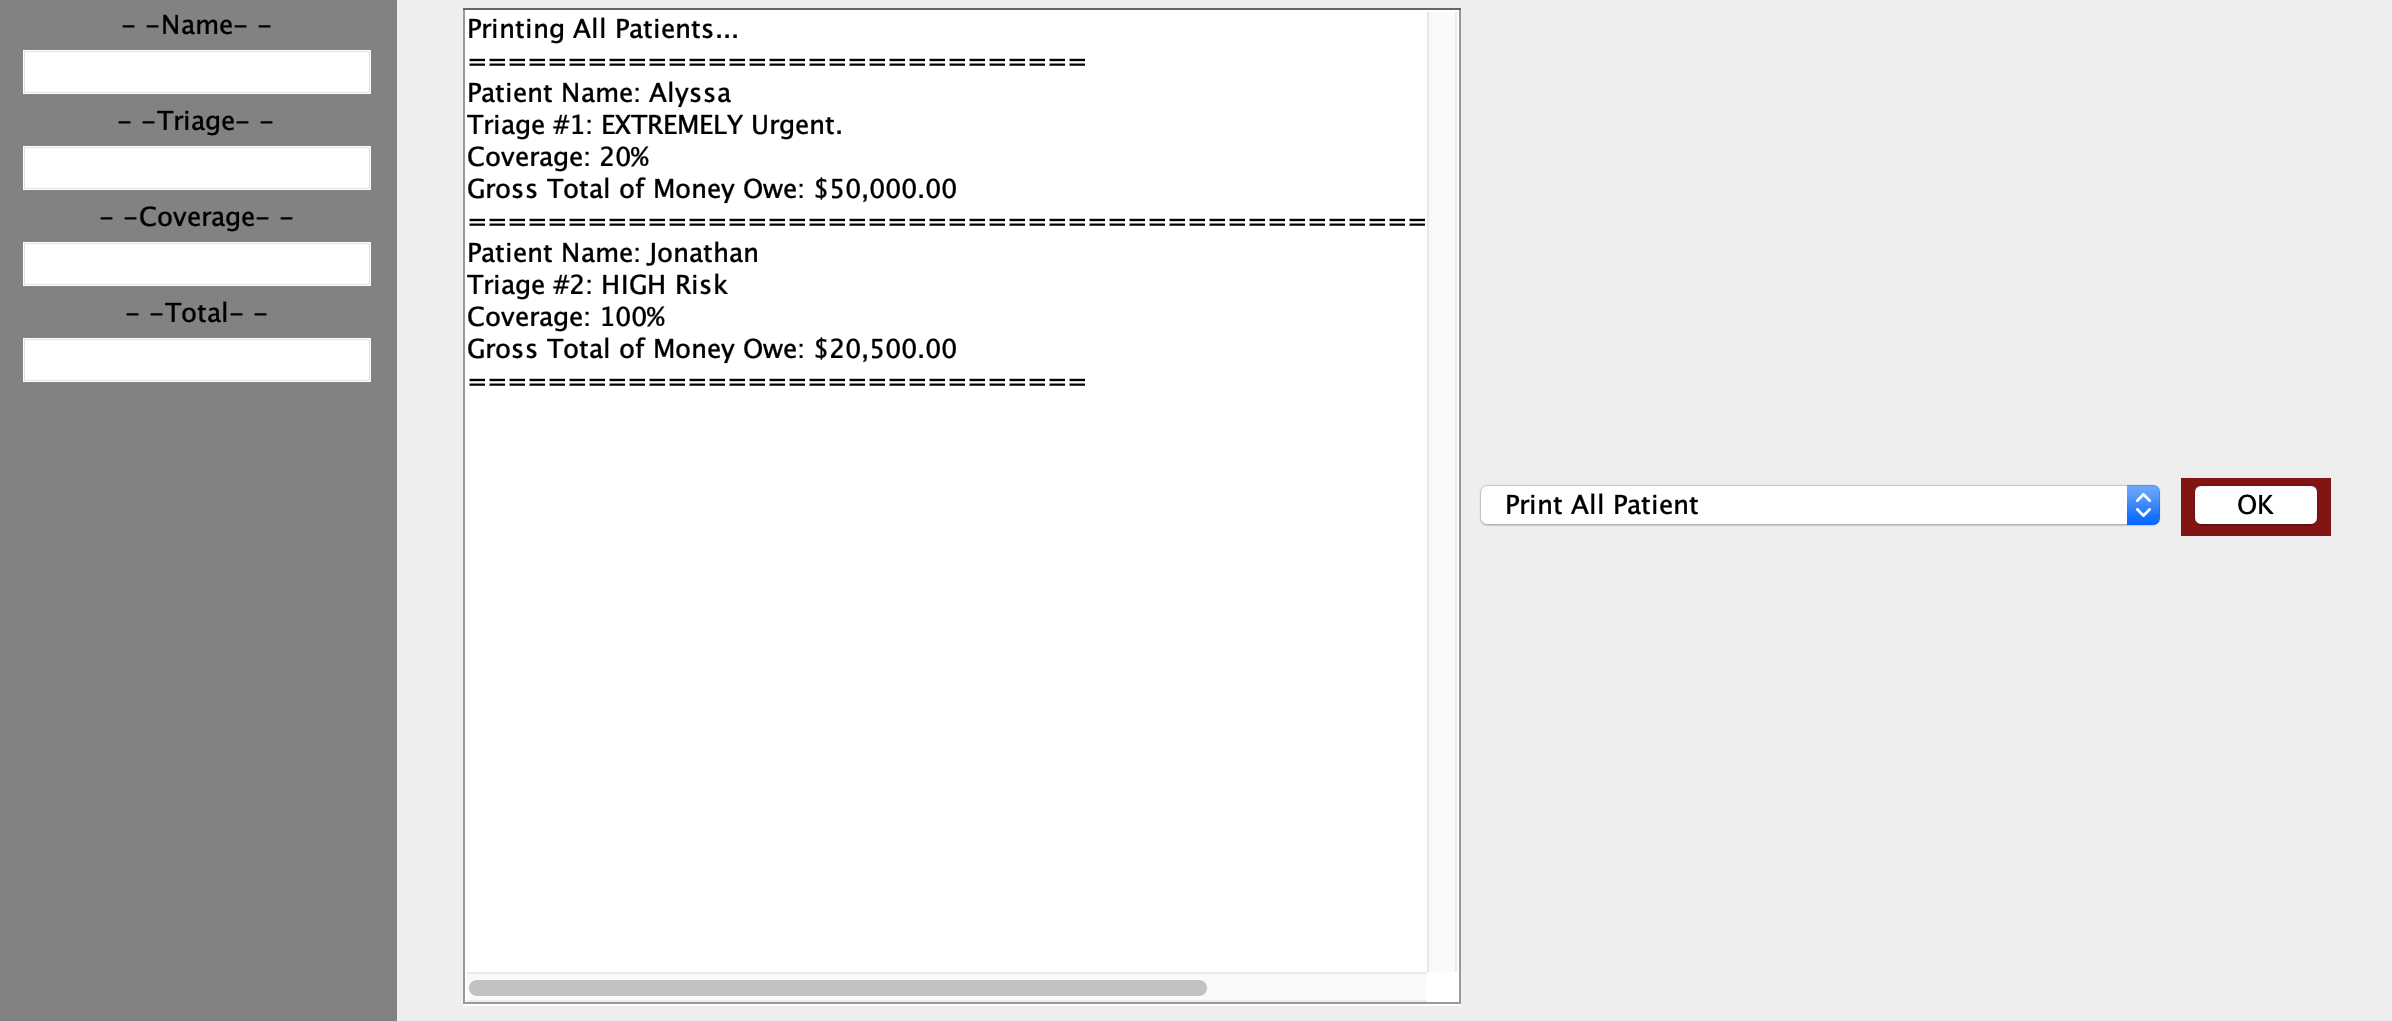 - -Name- -
- -Triage- -
- -Coverage- -
- -Total- -
Printing All Patients...
===============================
Patient Name: Alyssa
Triage #1: EXTREMELY Urgent.
Coverage: 20%
Gross Total of Money Owe: $50,000.00
================================================
Patient Name: Jonathan
Triage #2: HIGH Risk
Coverage: 100%
Gross Total of Money Owe: $20,500.00
===============================
Print All Patient
OK